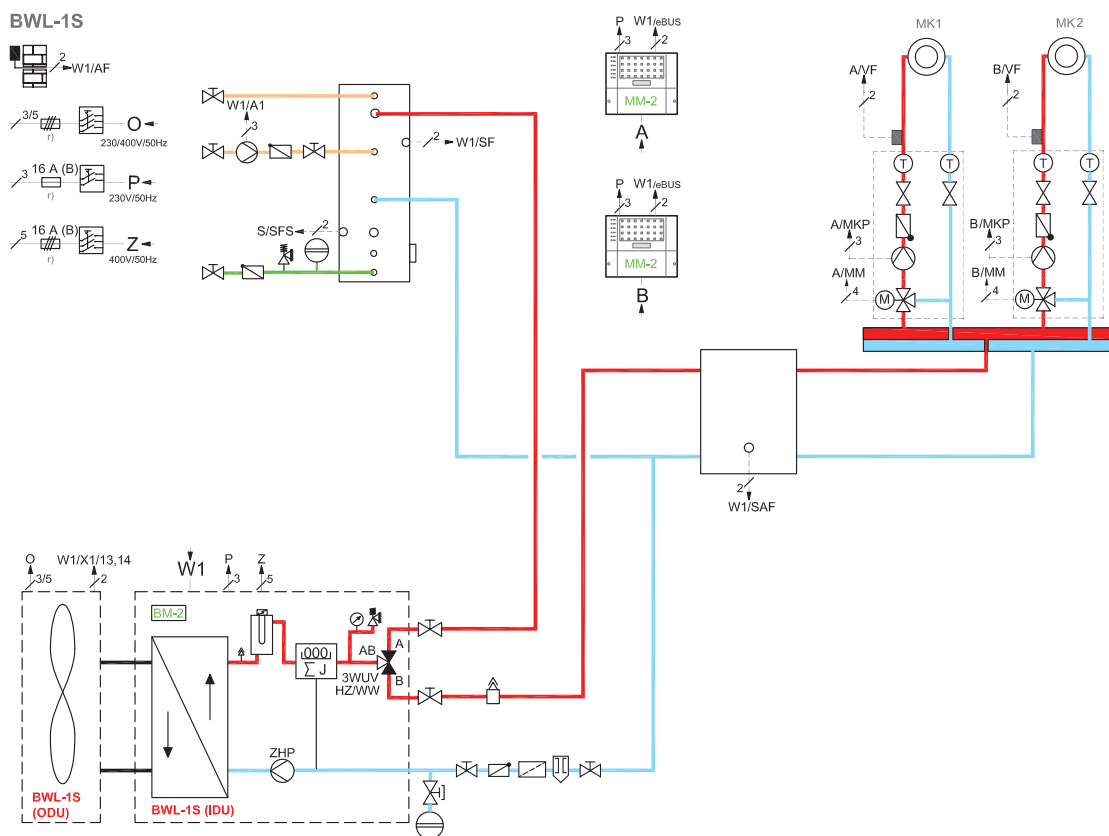 BWL-1S
2
W1/AF
3/5
r)
O
230/400V/50Hz
16 A (B)
3
r)
P
230V/50Hz
16 A (B)
5
r)
Z
400V/50Hz
W1/A1
3
2
W1/SF
S/SFS
2
P
W1/eBUS
3
2
MM-2
A
P
W1/eBUS
3
2
MM-2
B
MK1
MK2
A/VF
2
B/VF
2
T
T
T
T
A/MKP
3
B/MKP
3
A/MM
4
M
B/MM
4
M
2
W1/SAF
O
3/5
W1/X1/13,14
2
W1
P
3
Z
5
BM-2
000
Σ J
AB
A
B
3WUV
HZ/WW
ZHP
BWL-1S
(ODU)
BWL-1S (IDU)